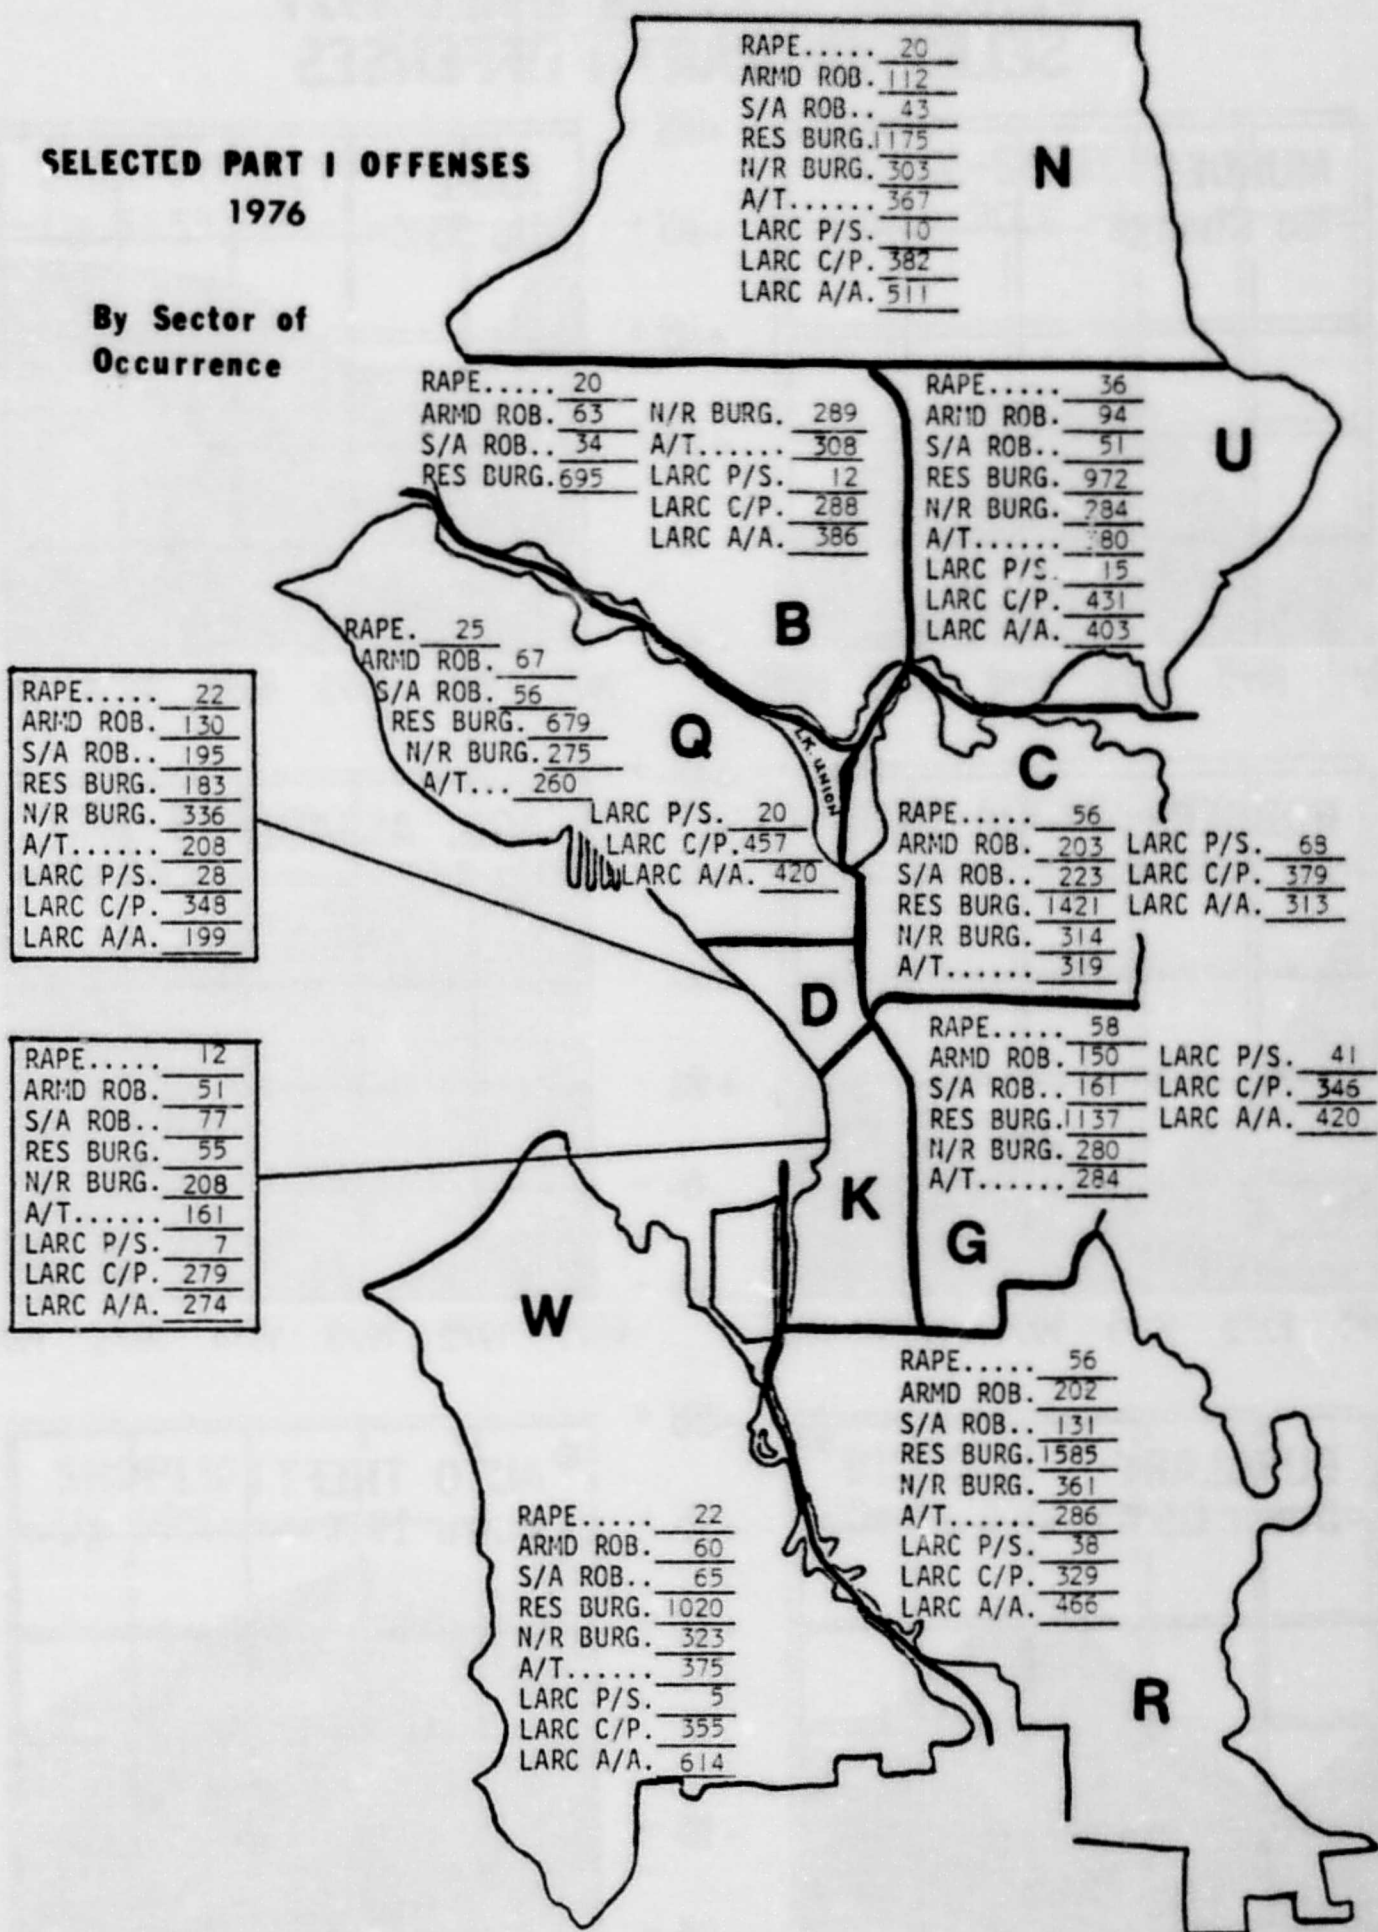 SELECTED PART I OFFENSES
1976
By Sector of
Occurrence
RAPE..... 20
ARMD ROB. 112
S/A ROB.. 43
RES BURG. 1175
N/R BURG. 303
A/T...... 367
LARC P/S. 10
LARC C/P. 382
LARC A/A. 511
N
RAPE..... 20
ARMD ROB. 63
S/A ROB.. 34
RES BURG. 695
N/R BURG. 289
A/T...... 308
LARC P/S. 12
LARC C/P. 288
LARC A/A. 386
B
RAPE..... 36
ARMD ROB. 94
S/A ROB.. 51
RES BURG. 972
N/R BURG. 284
A/T...... 380
LARC P/S. 15
LARC C/P. 431
LARC A/A. 403
U
RAPE. 25
ARMD ROB. 67
S/A ROB. 56
RES BURG. 679
N/R BURG. 275
A/T... 260
LARC P/S. 20
LARC C/P. 457
LARC A/A. 420
Q
LK. UNION
RAPE..... 22
ARMD ROB. 130
S/A ROB.. 195
RES BURG. 183
N/R BURG. 336
A/T...... 208
LARC P/S. 28
LARC C/P. 348
LARC A/A. 199
D
C
RAPE..... 56
ARMD ROB. 203
S/A ROB.. 223
RES BURG. 1421
N/R BURG. 314
A/T...... 319
LARC P/S. 68
LARC C/P. 379
LARC A/A. 313
RAPE..... 12
ARMD ROB. 51
S/A ROB.. 77
RES BURG. 55
N/R BURG. 208
A/T...... 161
LARC P/S. 7
LARC C/P. 279
LARC A/A. 274
K
RAPE..... 58
ARMD ROB. 150
S/A ROB.. 161
RES BURG. 1137
N/R BURG. 280
A/T...... 284
LARC P/S. 41
LARC C/P. 346
LARC A/A. 420
G
W
RAPE..... 22
ARMD ROB. 60
S/A ROB.. 65
RES BURG. 1020
N/R BURG. 323
A/T...... 375
LARC P/S. 5
LARC C/P. 355
LARC A/A. 614
RAPE..... 56
ARMD ROB. 202
S/A ROB.. 131
RES BURG. 1585
N/R BURG. 361
A/T...... 286
LARC P/S. 38
LARC C/P. 329
LARC A/A. 466
R